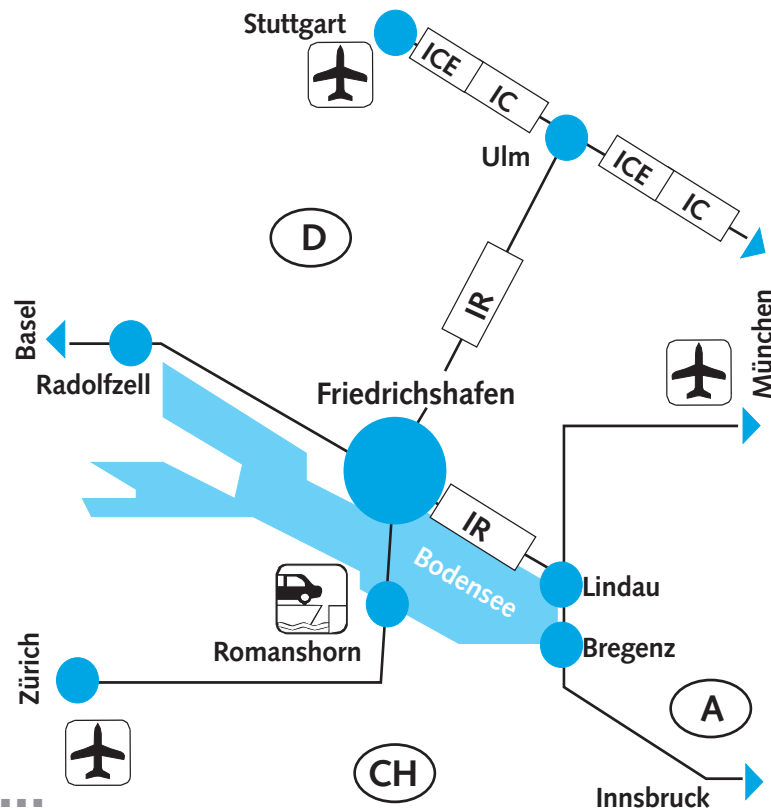 Stuttgart
ICE
IC
Ulm
ICE
IC
D
IR
Basel
Radolfzell
München
Friedrichshafen
IR
Bodensee
Lindau
Romanshorn
Bregenz
Zürich
A
CH
Innsbruck